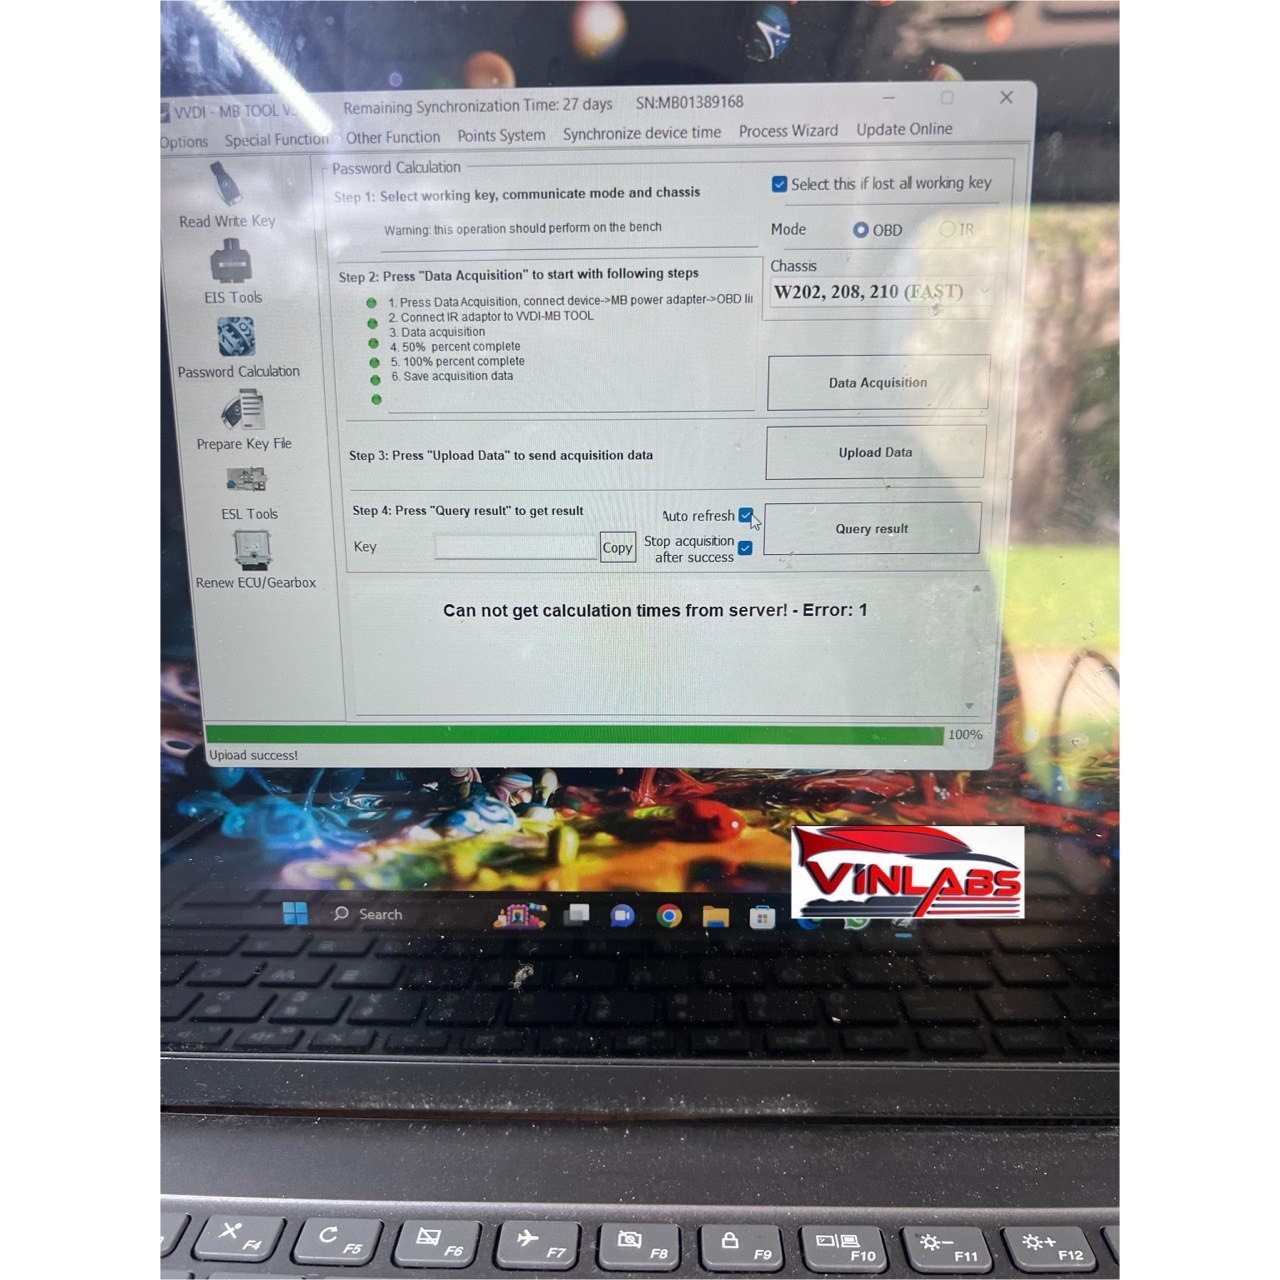 VVDI - MB TOOL V Remaining Synchronization Time: 27 days SN:MB01389168
Options Special Function Other Function Points System Synchronize device time Process Wizard Update Online
Read Write Key
EIS Tools
Password Calculation
Prepare Key File
ESL Tools
Renew ECU/Gearbox
Password Calculation
Step 1: Select working key, communicate mode and chassis
Select this if lost all working key
Warning: this operation should perform on the bench
Mode OBD IR
Chassis
W202, 208, 210 (FAST)
Step 2: Press "Data Acquisition" to start with following steps
1. Press Data Acquisition, connect device->MB power adapter->OBD li
2. Connect IR adaptor to VVDI-MB TOOL
3. Data acquisition
4. 50% percent complete
5. 100% percent complete
6. Save acquisition data
Data Acquisition
Step 3: Press "Upload Data" to send acquisition data
Upload Data
Step 4: Press "Query result" to get result
Auto refresh
Query result
Key
Copy
Stop acquisition
after success
Can not get calculation times from server! - Error: 1
100%
Upload success!
VINLABS
Search
F4 F5 F6 F7 F8 F9 F10 F11 F12